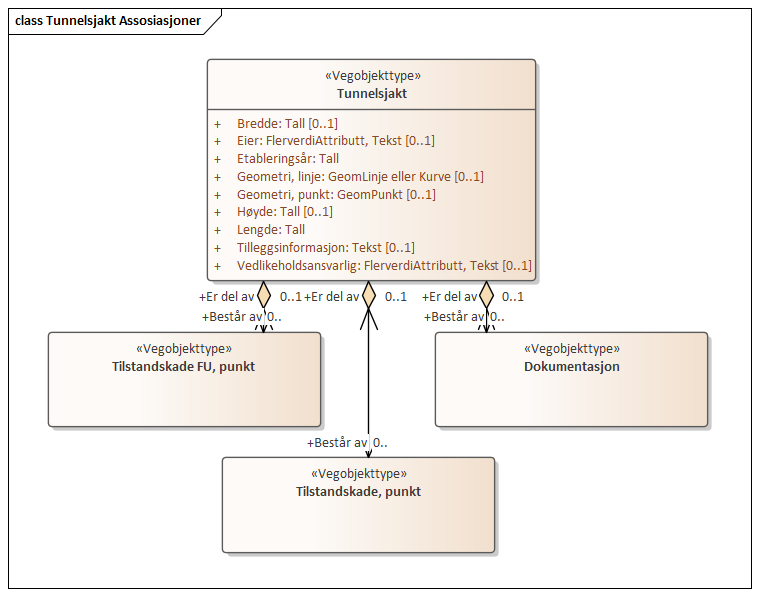 class Tunnelsjakt Assosiasjoner
«Vegobjekttype»
Tunnelsjakt
+ Bredde: Tall [0..1]
+ Eier: FlerverdiAttributt, Tekst [0..1]
+ Etableringsår: Tall
+ Geometri, linje: GeomLinje eller Kurve [0..1]
+ Geometri, punkt: GeomPunkt [0..1]
+ Høyde: Tall [0..1]
+ Lengde: Tall
+ Tilleggsinformasjon: Tekst [0..1]
+ Vedlikeholdsansvarlig: FlerverdiAttributt, Tekst [0..1]
+Er del av 0..1 +Er del av 0..1 +Er del av 0..1
+Består av 0.. +Består av 0..
«Vegobjekttype»
Tilstandskade FU, punkt
«Vegobjekttype»
Dokumentasjon
+Består av 0..
«Vegobjekttype»
Tilstandskade, punkt